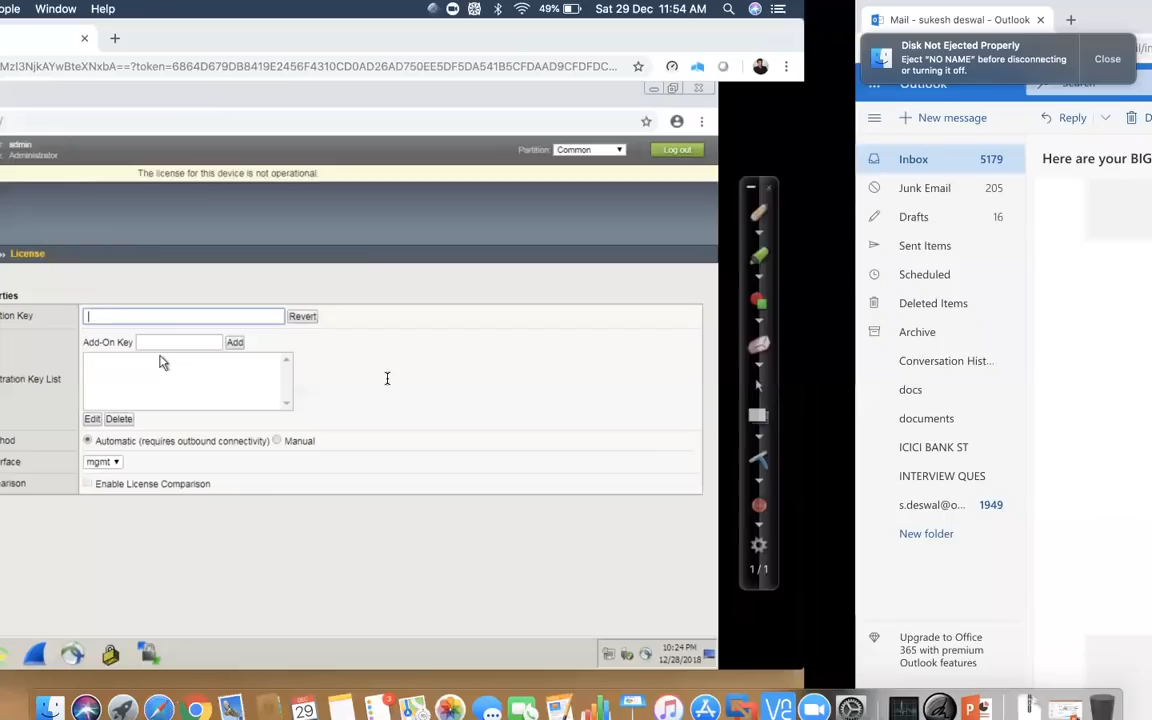 ople Window Help
49% Sat 29 Dec 11:54 AM
Mail - sukesh deswal - Outlook
Disk Not Ejected Properly
Eject "NO NAME" before disconnecting
or turning it off.
Close
MzI3NjkAYwBteXNxbA==?token=6864D679DB8419E2456F4310CD0AD26AD750EE5DF5DA541B5CFDAAD9CFDFDC...
Outlook
Search
New message
Reply
D
admin
Administrator
Partition: Common
Log out
The license for this device is not operational.
Inbox 5179
Here are your BIG
Junk Email 205
Drafts 16
Sent Items
Scheduled
Deleted Items
Archive
Conversation Hist...
docs
documents
ICICI BANK ST
INTERVIEW QUES
s.deswal@o... 1949
New folder
Upgrade to Office
365 with premium
Outlook features
» License
rties
tion Key Revert
Add-On Key Add
tration Key List
Edit Delete
hod Automatic (requires outbound connectivity) Manual
rface mgmt
arison Enable License Comparison
1 / 1
10:24 PM
12/28/2018
29